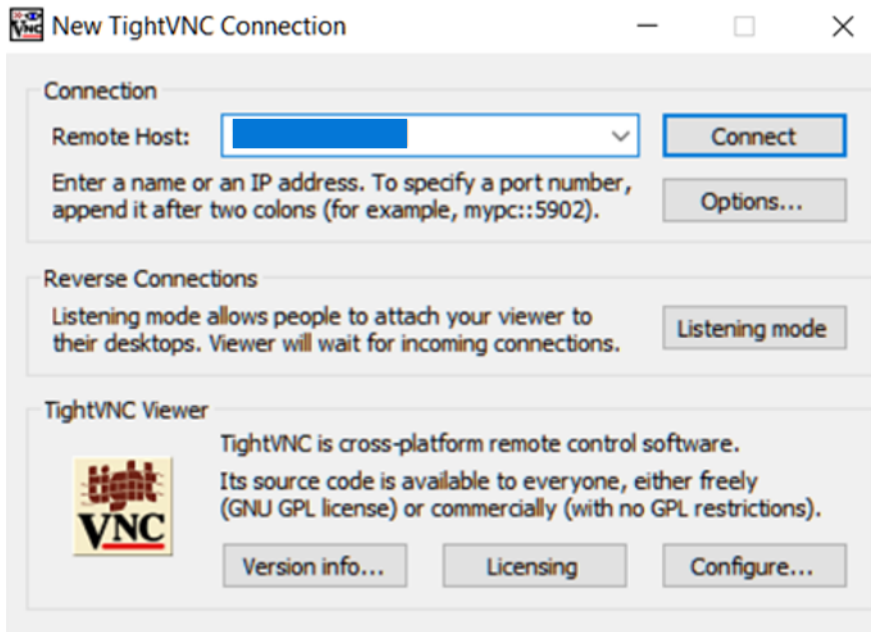 New TightVNC Connection
Connection
Remote Host:
Connect
Enter a name or an IP address. To specify a port number,
append it after two colons (for example, mypc::5902).
Options...
Reverse Connections
Listening mode allows people to attach your viewer to
their desktops. Viewer will wait for incoming connections.
Listening mode
TightVNC Viewer
tight
VNC
TightVNC is cross-platform remote control software.
Its source code is available to everyone, either freely
(GNU GPL license) or commercially (with no GPL restrictions).
Version info...
Licensing
Configure...